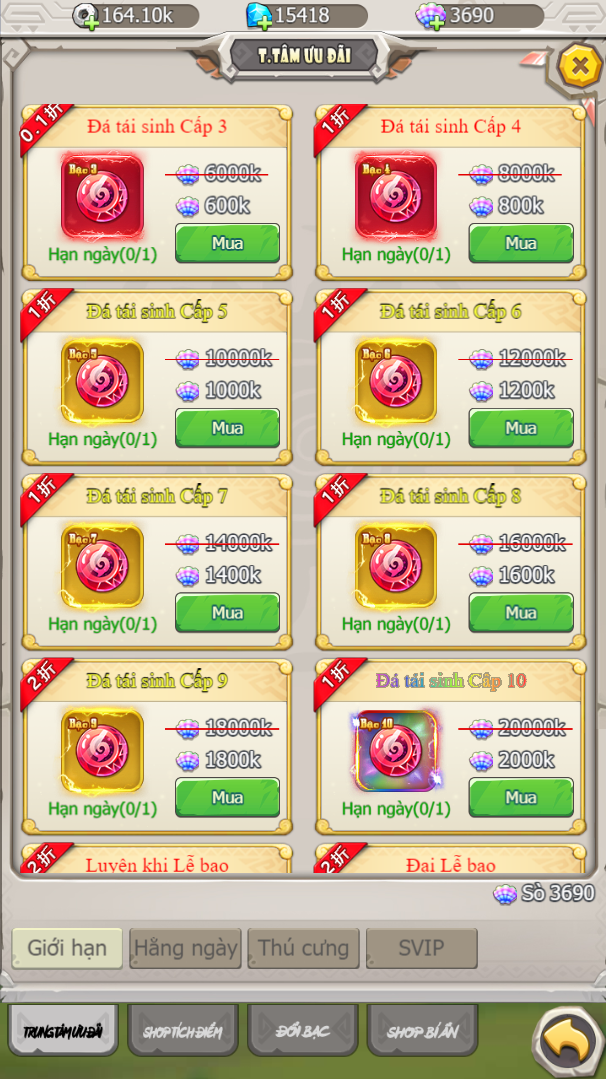 164.10k 15418 3690
T.TÂM ƯU ĐÃI
0.1折 Đá tái sinh Cấp 3
Bạc 3
6000k
600k
Hạn ngày(0/1) Mua
1折 Đá tái sinh Cấp 4
Bạc 4
8000k
800k
Hạn ngày(0/1) Mua
1折 Đá tái sinh Cấp 5
Bạc 5
10000k
1000k
Hạn ngày(0/1) Mua
1折 Đá tái sinh Cấp 6
Bạc 6
12000k
1200k
Hạn ngày(0/1) Mua
1折 Đá tái sinh Cấp 7
Bạc 7
14000k
1400k
Hạn ngày(0/1) Mua
1折 Đá tái sinh Cấp 8
Bạc 8
16000k
1600k
Hạn ngày(0/1) Mua
2折 Đá tái sinh Cấp 9
Bạc 9
18000k
1800k
Hạn ngày(0/1) Mua
1折 Đá tái sinh Cấp 10
Bạc 10
20000k
2000k
Hạn ngày(0/1) Mua
2折 Luyện khí Lễ bao
2折 Đại Lễ bao
Sò 3690
Giới hạn Hằng ngày Thú cưng SVIP
TRUNG TÂM ƯU ĐÃI SHOP TÍCH ĐIỂM ĐỔI BẠC SHOP BÍ ẨN